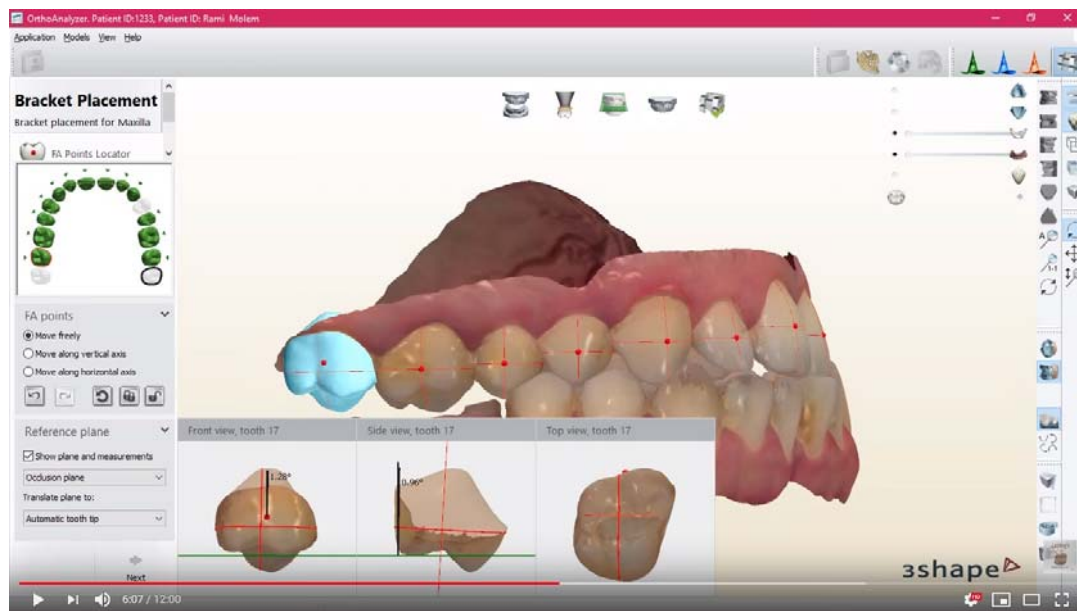 OrthoAnalyzer. Patient ID:1233, Patient ID: Rami Molem
Application Models View Help
Bracket Placement
Bracket placement for Maxilla
FA Points Locator
FA points
Move freely
Move along vertical axis
Move along horizontal axis
Reference plane
Show plane and measurements
Occlusion plane
Translate plane to:
Automatic tooth tip
Next
Front view, tooth 17
Side view, tooth 17
Top view, tooth 17
1.28°
0.96°
3shape
6:07 / 12:00